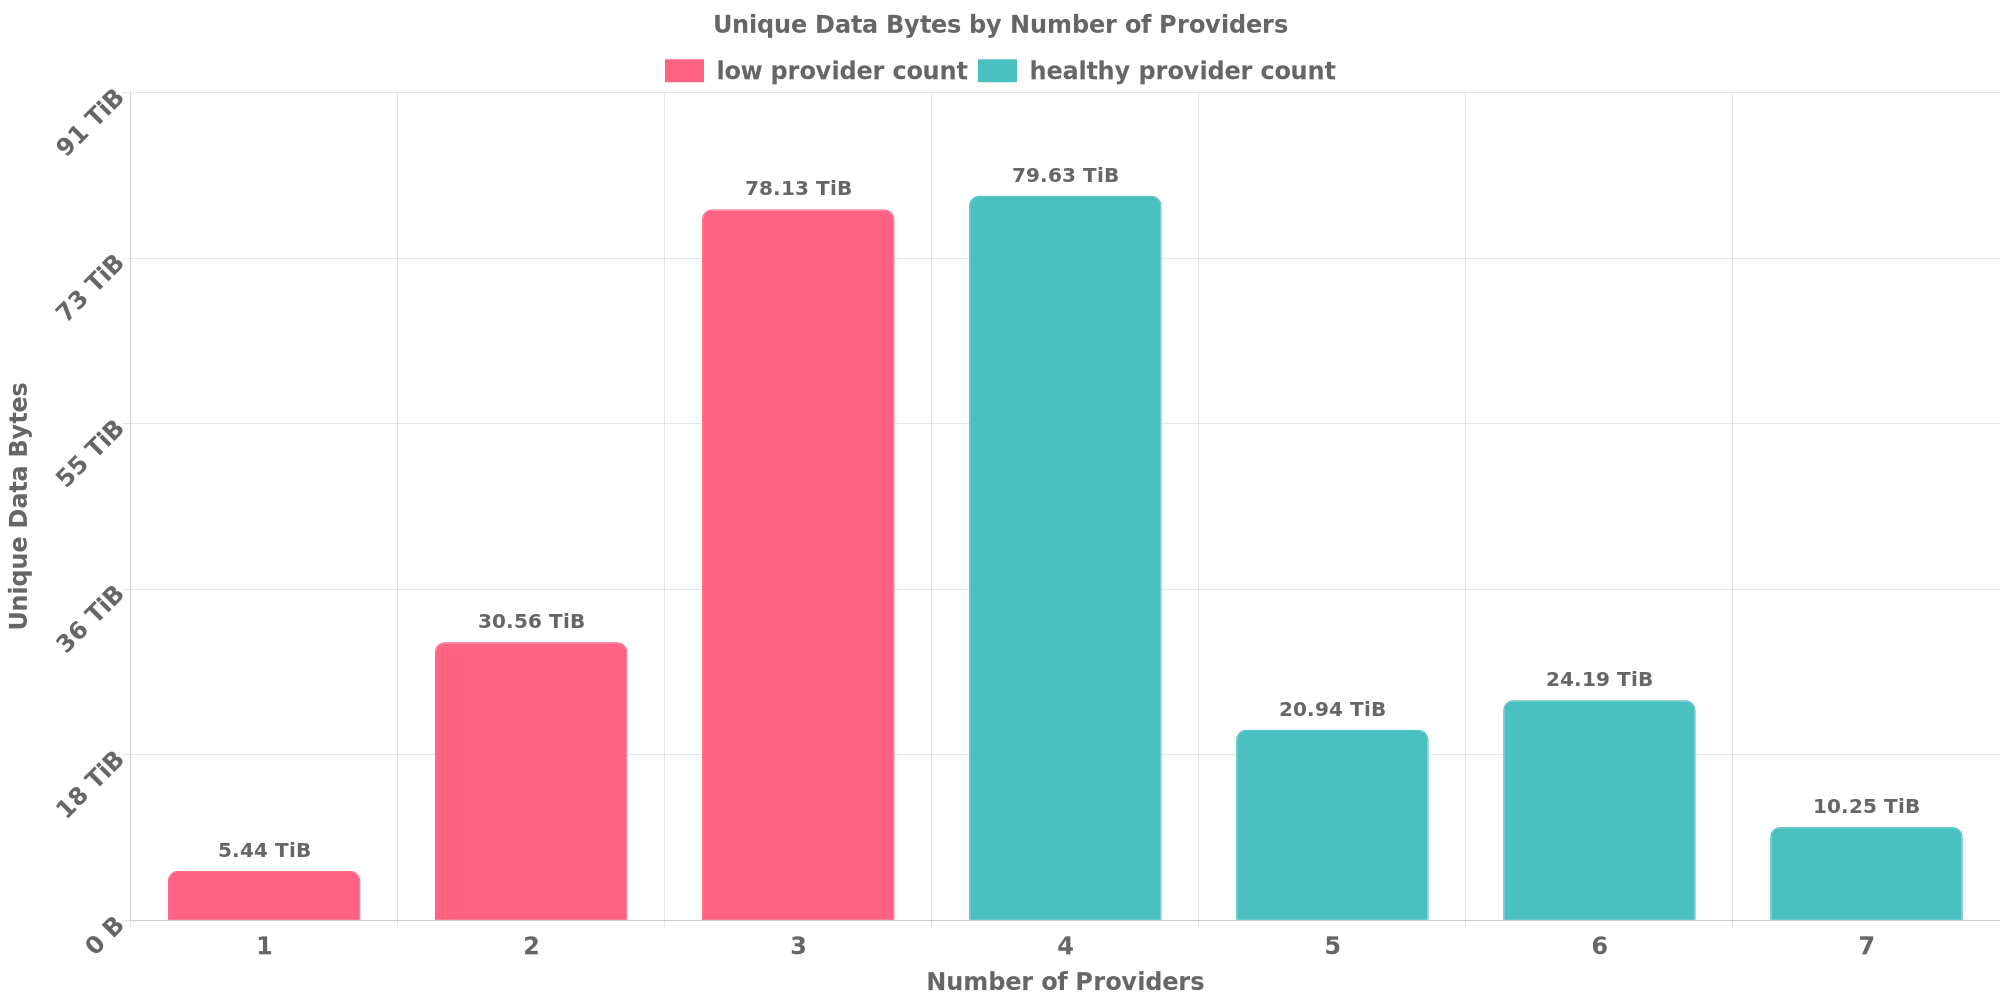 Unique Data Bytes by Number of Providers
low provider count healthy provider count
91 TiB
73 TiB
55 TiB
36 TiB
18 TiB
0 B
Unique Data Bytes
5.44 TiB
30.56 TiB
78.13 TiB
79.63 TiB
20.94 TiB
24.19 TiB
10.25 TiB
1 2 3 4 5 6 7
Number of Providers